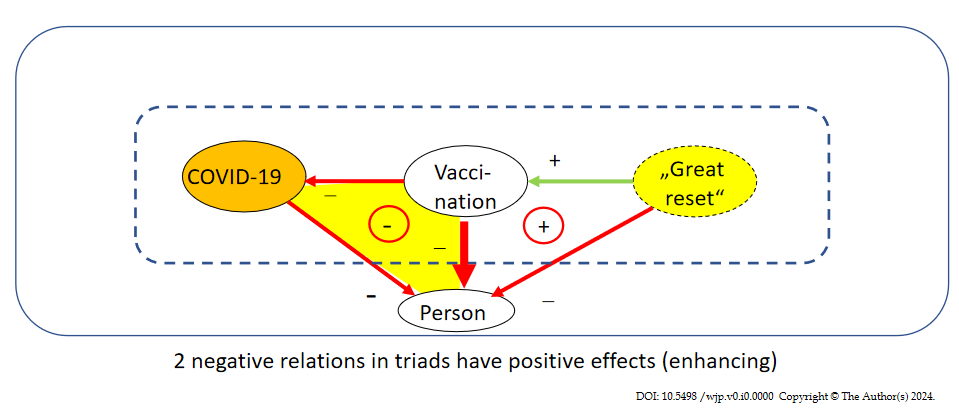 +
COVID-19
Vacci-
nation
„Great
reset“
–
-
+
–
-
–
Person
2 negative relations in triads have positive effects (enhancing)
DOI: 10.5498 /wjp.v0.i0.0000 Copyright © The Author(s) 2024.